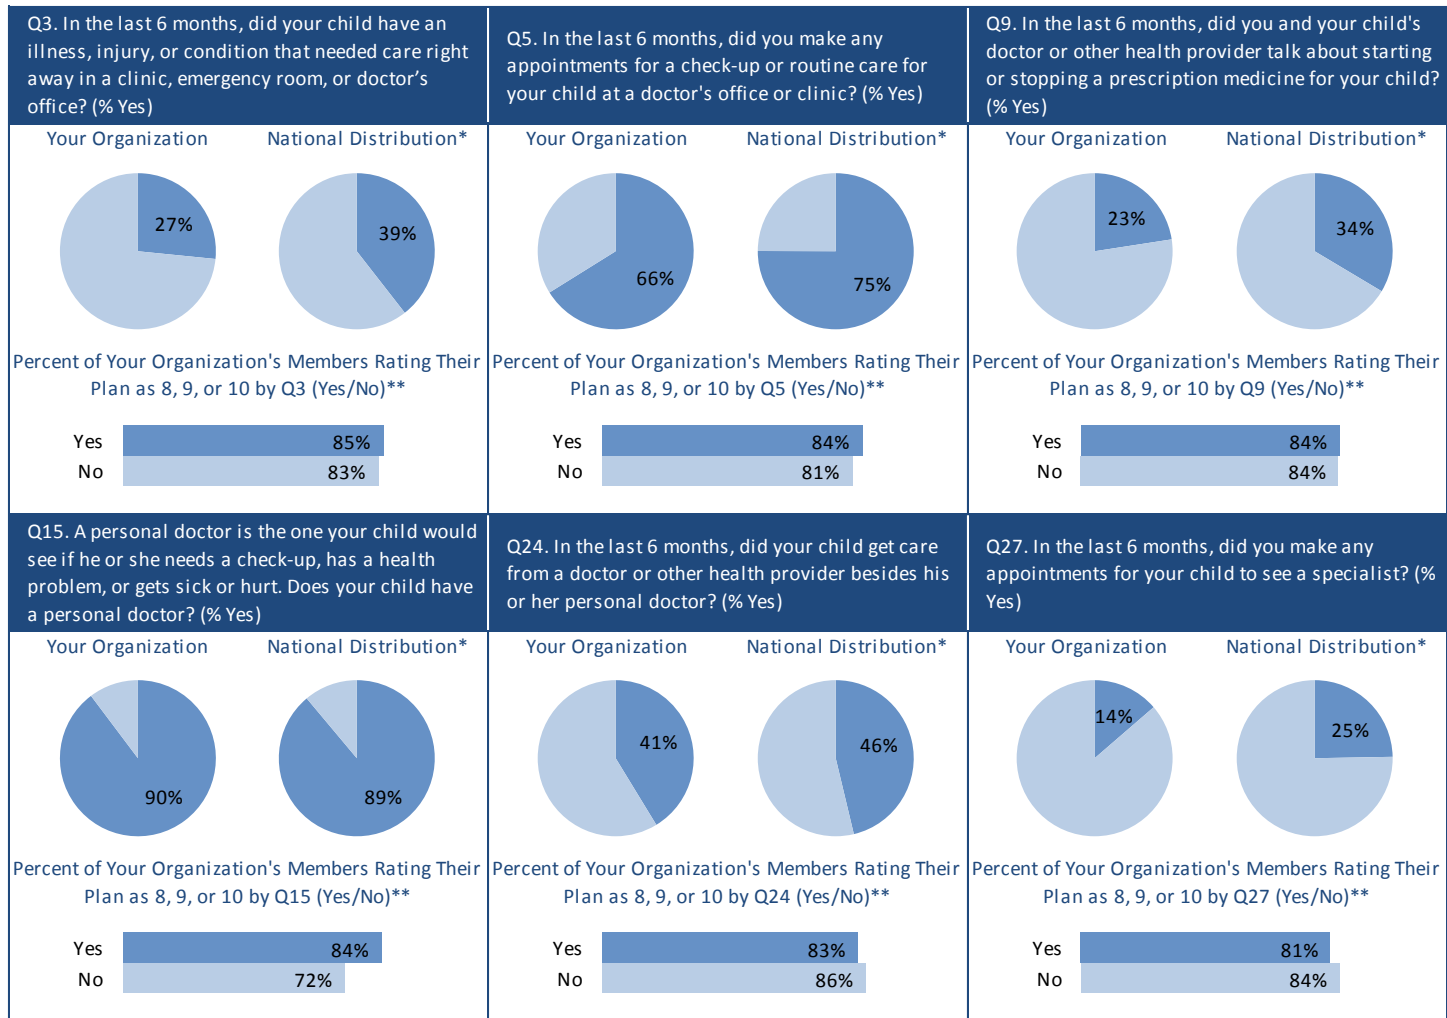 Q3. In the last 6 months, did your child have an
illness, injury, or condition that needed care right
away in a clinic, emergency room, or doctor’s
office? (% Yes)
Your Organization
National Distribution*
27%
39%
Percent of Your Organization's Members Rating Their
Plan as 8, 9, or 10 by Q3 (Yes/No)**
Yes
85%
No
83%
Q5. In the last 6 months, did you make any
appointments for a check-up or routine care for
your child at a doctor's office or clinic? (% Yes)
Your Organization
National Distribution*
66%
75%
Percent of Your Organization's Members Rating Their
Plan as 8, 9, or 10 by Q5 (Yes/No)**
Yes
84%
No
81%
Q9. In the last 6 months, did you and your child's
doctor or other health provider talk about starting
or stopping a prescription medicine for your child?
(% Yes)
Your Organization
National Distribution*
23%
34%
Percent of Your Organization's Members Rating Their
Plan as 8, 9, or 10 by Q9 (Yes/No)**
Yes
84%
No
84%
Q15. A personal doctor is the one your child would
see if he or she needs a check-up, has a health
problem, or gets sick or hurt. Does your child have
a personal doctor? (% Yes)
Your Organization
National Distribution*
90%
89%
Percent of Your Organization's Members Rating Their
Plan as 8, 9, or 10 by Q15 (Yes/No)**
Yes
84%
No
72%
Q24. In the last 6 months, did your child get care
from a doctor or other health provider besides his
or her personal doctor? (% Yes)
Your Organization
National Distribution*
41%
46%
Percent of Your Organization's Members Rating Their
Plan as 8, 9, or 10 by Q24 (Yes/No)**
Yes
83%
No
86%
Q27. In the last 6 months, did you make any
appointments for your child to see a specialist? (%
Yes)
Your Organization
National Distribution*
14%
25%
Percent of Your Organization's Members Rating Their
Plan as 8, 9, or 10 by Q27 (Yes/No)**
Yes
81%
No
84%